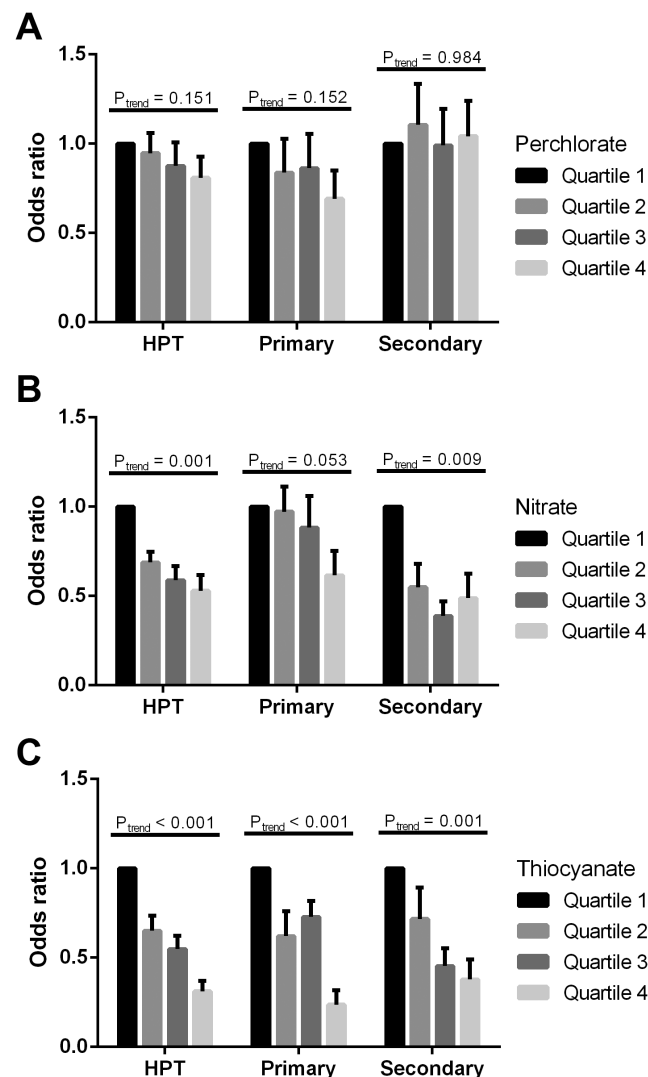 A
1.5
P trend = 0.151
P trend = 0.152
P trend = 0.984
1.0
0.5
0.0
Odds ratio
HPT
Primary
Secondary
Perchlorate
Quartile 1
Quartile 2
Quartile 3
Quartile 4
B
1.5
P trend = 0.001
P trend = 0.053
P trend = 0.009
1.0
0.5
0.0
Odds ratio
HPT
Primary
Secondary
Nitrate
Quartile 1
Quartile 2
Quartile 3
Quartile 4
C
1.5
P trend < 0.001
P trend < 0.001
P trend = 0.001
1.0
0.5
0.0
Odds ratio
HPT
Primary
Secondary
Thiocyanate
Quartile 1
Quartile 2
Quartile 3
Quartile 4